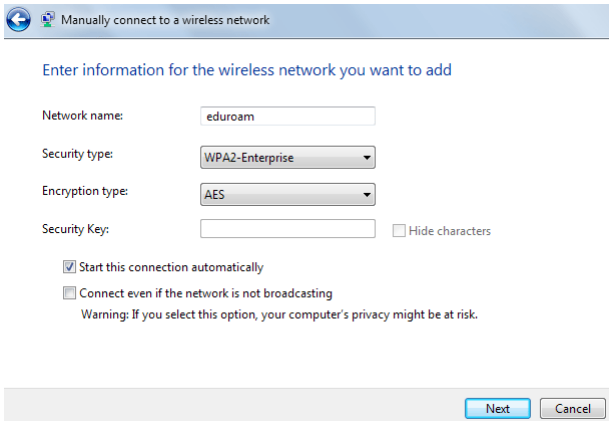 Manually connect to a wireless network
Enter information for the wireless network you want to add
Network name: eduroam
Security type: WPA2-Enterprise
Encryption type: AES
Security Key: Hide characters
Start this connection automatically
Connect even if the network is not broadcasting
Warning: If you select this option, your computer's privacy might be at risk.
Next Cancel